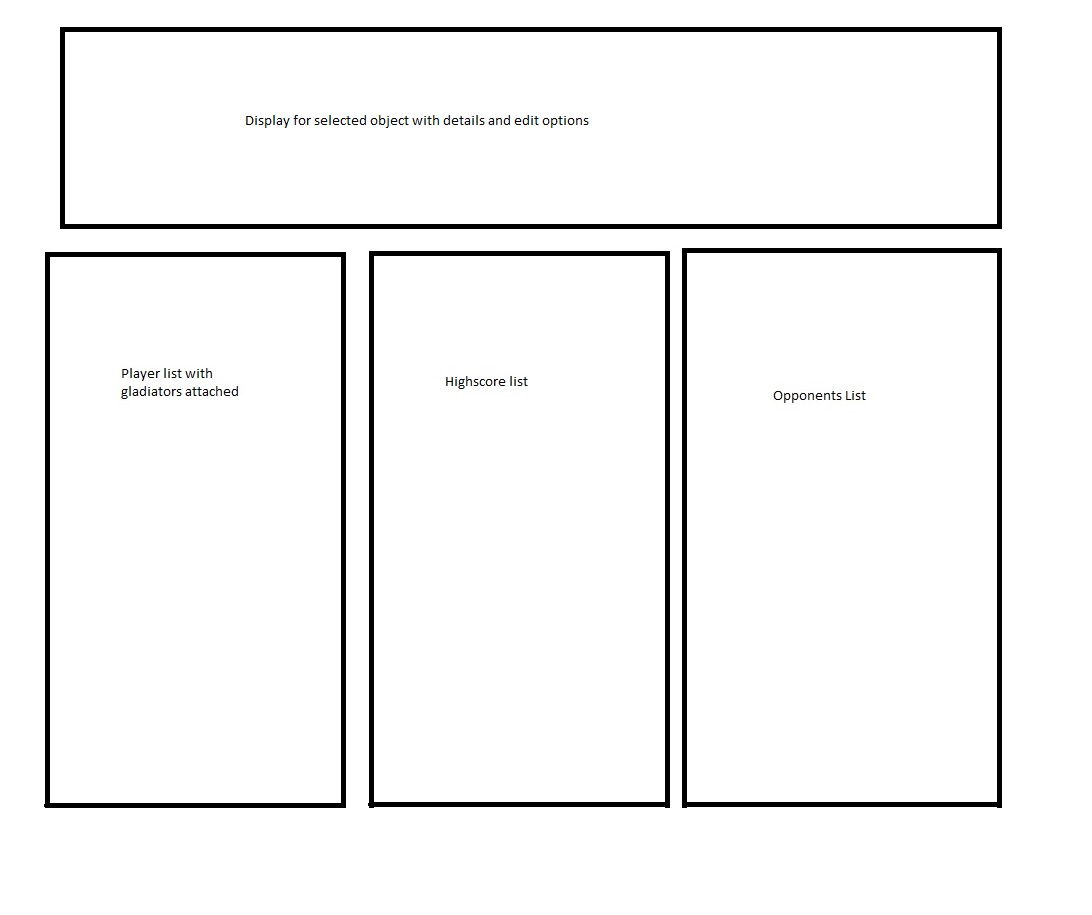 Display for selected object with details and edit options
Player list with
gladiators attached
Highscore list
Opponents List